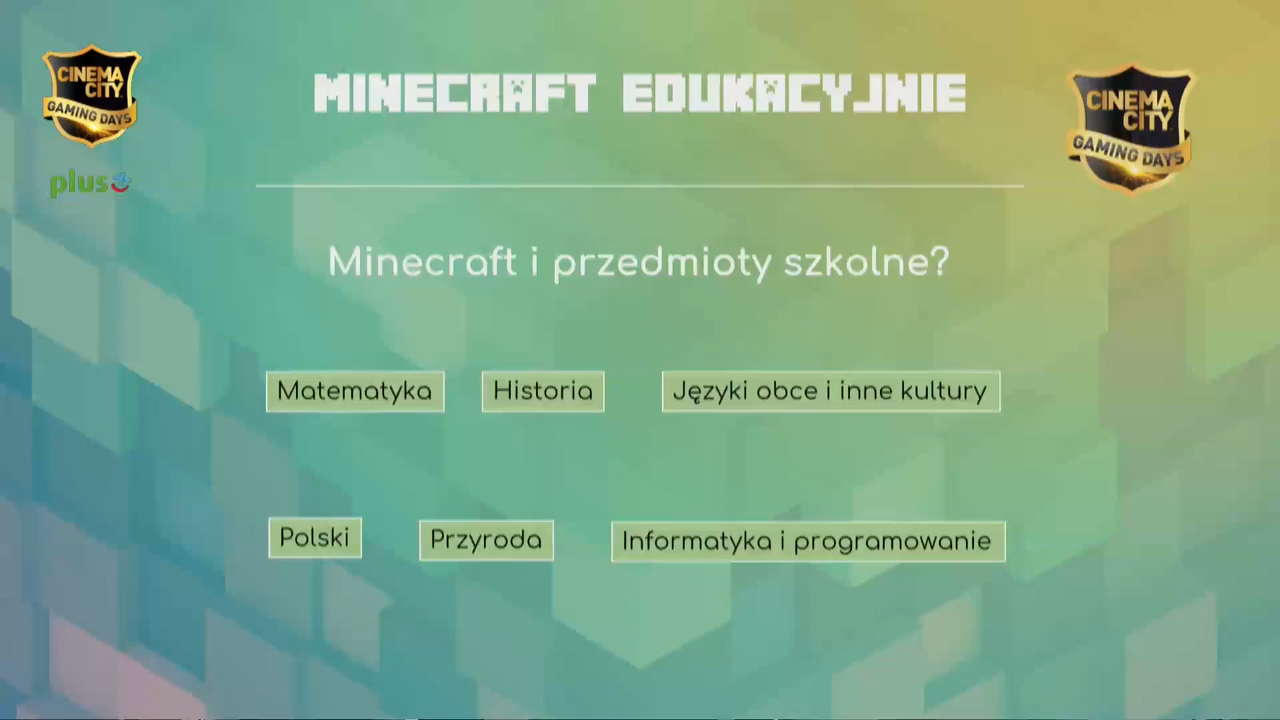 CINEMA
CITY
GAMING DAYS
plus
MINECRAFT EDUKACYJNIE
CINEMA
CITY
GAMING DAYS
Minecraft i przedmioty szkolne?
Matematyka Historia Języki obce i inne kultury
Polski Przyroda Informatyka i programowanie